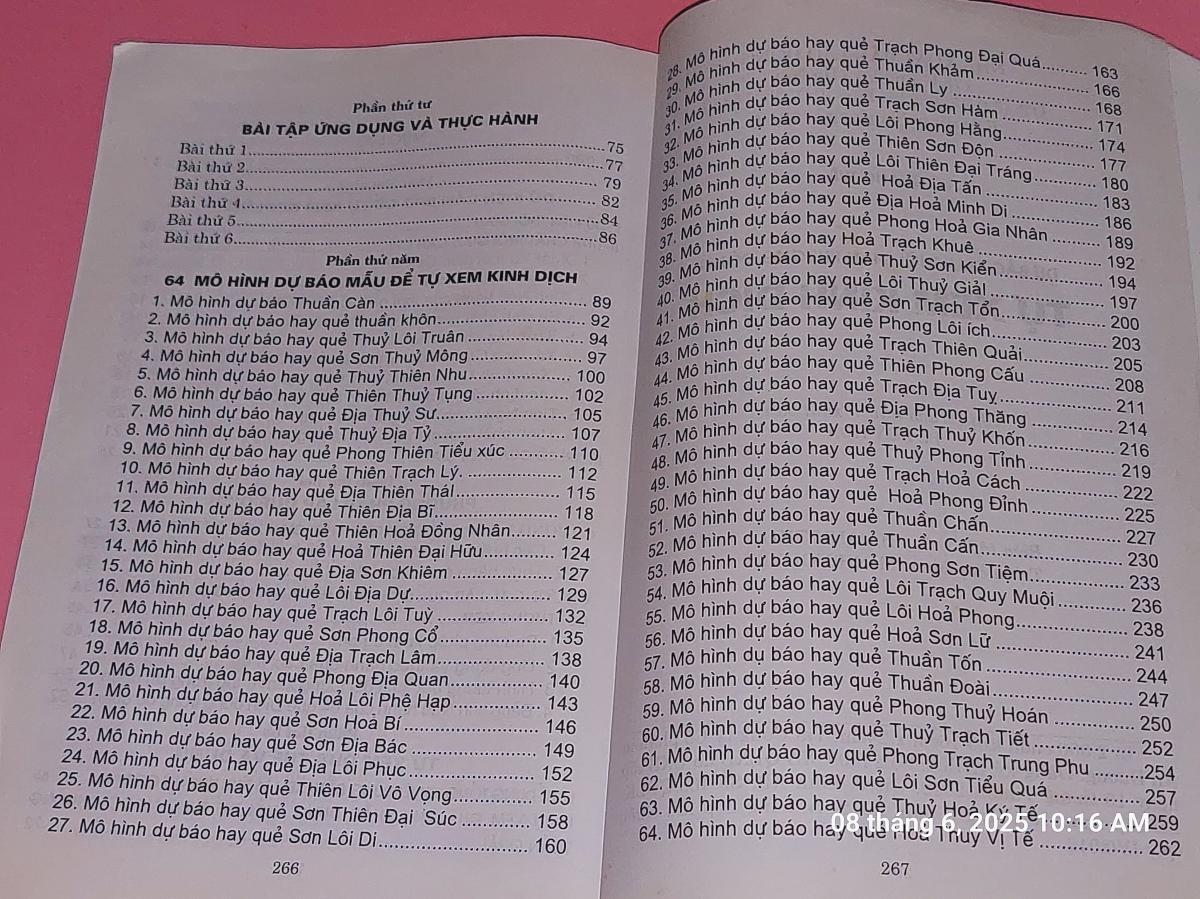 Phần thứ tư
BÀI TẬP ỨNG DỤNG VÀ THỰC HÀNH
Bài thứ 1..........75
Bài thứ 2..........77
Bài thứ 3..........79
Bài thứ 4..........82
Bài thứ 5..........84
Bài thứ 6..........86
Phần thứ năm
64 MÔ HÌNH DỰ BÁO MẪU ĐỂ TỰ XEM KINH DỊCH
1. Mô hình dự báo Thuần Càn .......... 89
2. Mô hình dự báo hay quẻ thuần khôn.......... 92
3. Mô hình dự báo hay quẻ Thuỷ Lôi Truân .......... 94
4. Mô hình dự báo hay quẻ Sơn Thuỷ Mông .......... 97
5. Mô hình dự báo hay quẻ Thuỷ Thiên Nhu.......... 100
6. Mô hình dự báo hay quẻ Thiên Thuỷ Tụng .......... 102
7. Mô hình dự báo hay quẻ Địa Thuỷ Sư.......... 105
8. Mô hình dự báo hay quẻ Thuỷ Địa Tỷ .......... 107
9. Mô hình dự báo hay quẻ Phong Thiên Tiểu xúc .......... 110
10. Mô hình dự báo hay quẻ Thiên Trạch Lý. .......... 112
11. Mô hình dự báo hay quẻ Địa Thiên Thái.......... 115
12. Mô hình dự báo hay quẻ Thiên Địa Bĩ.......... 118
13. Mô hình dự báo hay quẻ Thiên Hoả Đồng Nhân.......... 121
14. Mô hình dự báo hay quẻ Hoả Thiên Đại Hữu.......... 124
15. Mô hình dự báo hay quẻ Địa Sơn Khiêm .......... 127
16. Mô hình dự báo hay quẻ Lôi Địa Dự.......... 129
17. Mô hình dự báo hay quẻ Trạch Lôi Tuỳ .......... 132
18. Mô hình dự báo hay quẻ Sơn Phong Cổ.......... 135
19. Mô hình dự báo hay quẻ Địa Trạch Lâm.......... 138
20. Mô hình dự báo hay quẻ Phong Địa Quan.......... 140
21. Mô hình dự báo hay quẻ Hoả Lôi Phệ Hạp.......... 143
22. Mô hình dự báo hay quẻ Sơn Hoả Bí .......... 146
23. Mô hình dự báo hay quẻ Sơn Địa Bác .......... 149
24. Mô hình dự báo hay quẻ Địa Lôi Phục.......... 152
25. Mô hình dự báo hay quẻ Thiên Lôi Vô Vọng.......... 155
26. Mô hình dự báo hay quẻ Sơn Thiên Đại Súc .......... 158
27. Mô hình dự báo hay quẻ Sơn Lôi Di.......... 160
266
28. Mô hình dự báo hay quẻ Trạch Phong Đại Quá.......... 163
29. Mô hình dự báo hay quẻ Thuần Khảm.......... 166
30. Mô hình dự báo hay quẻ Thuần Ly .......... 168
31. Mô hình dự báo hay quẻ Trạch Sơn Hàm .......... 171
32. Mô hình dự báo hay quẻ Lôi Phong Hằng.......... 174
33. Mô hình dự báo hay quẻ Thiên Sơn Độn .......... 177
34. Mô hình dự báo hay quẻ Lôi Thiên Đại Tráng.......... 180
35. Mô hình dự báo hay quẻ Hoả Địa Tấn .......... 183
36. Mô hình dự báo hay quẻ Địa Hoả Minh Di .......... 186
37. Mô hình dự báo hay quẻ Phong Hoả Gia Nhân .......... 189
38. Mô hình dự báo hay Hoả Trạch Khuê .......... 192
39. Mô hình dự báo hay quẻ Thuỷ Sơn Kiển .......... 194
40. Mô hình dự báo hay quẻ Lôi Thuỷ Giải .......... 197
41. Mô hình dự báo hay quẻ Sơn Trạch Tổn.......... 200
42. Mô hình dự báo hay quẻ Phong Lôi ích.......... 203
43. Mô hình dự báo hay quẻ Trạch Thiên Quải.......... 205
44. Mô hình dự báo hay quẻ Thiên Phong Cấu .......... 208
45. Mô hình dự báo hay quẻ Trạch Địa Tuỵ.......... 211
46. Mô hình dự báo hay quẻ Địa Phong Thăng .......... 214
47. Mô hình dự báo hay quẻ Trạch Thuỷ Khốn .......... 216
48. Mô hình dự báo hay quẻ Thuỷ Phong Tỉnh .......... 219
49. Mô hình dự báo hay quẻ Trạch Hoả Cách .......... 222
50. Mô hình dự báo hay quẻ Hoả Phong Đỉnh .......... 225
51. Mô hình dự báo hay quẻ Thuần Chấn.......... 227
52. Mô hình dự báo hay quẻ Thuần Cấn.......... 230
53. Mô hình dự báo hay quẻ Phong Sơn Tiệm.......... 233
54. Mô hình dự báo hay quẻ Lôi Trạch Quy Muội .......... 236
55. Mô hình dự báo hay quẻ Lôi Hoả Phong.......... 238
56. Mô hình dự báo hay quẻ Hoả Sơn Lữ .......... 241
57. Mô hình dụ báo hay quẻ Thuần Tốn .......... 244
58. Mô hình dự báo hay quẻ Thuần Đoài.......... 247
59. Mô hình dự báo hay quẻ Phong Thuỷ Hoán .......... 250
60. Mô hình dự báo hay quẻ Thuỷ Trạch Tiết .......... 252
61. Mô hình dự báo hay quẻ Phong Trạch Trung Phu ..........254
62. Mô hình dự báo hay quẻ Lôi Sơn Tiểu Quá .......... 257
63. Mô hình dự báo hay quẻ Thuỷ Hoả Ký Tế .......... 259
64. Mô hình dự báo hay quẻ Hoả Thuỷ Vị Tế .......... 262
08 tháng 6, 2025 10:16 AM
267